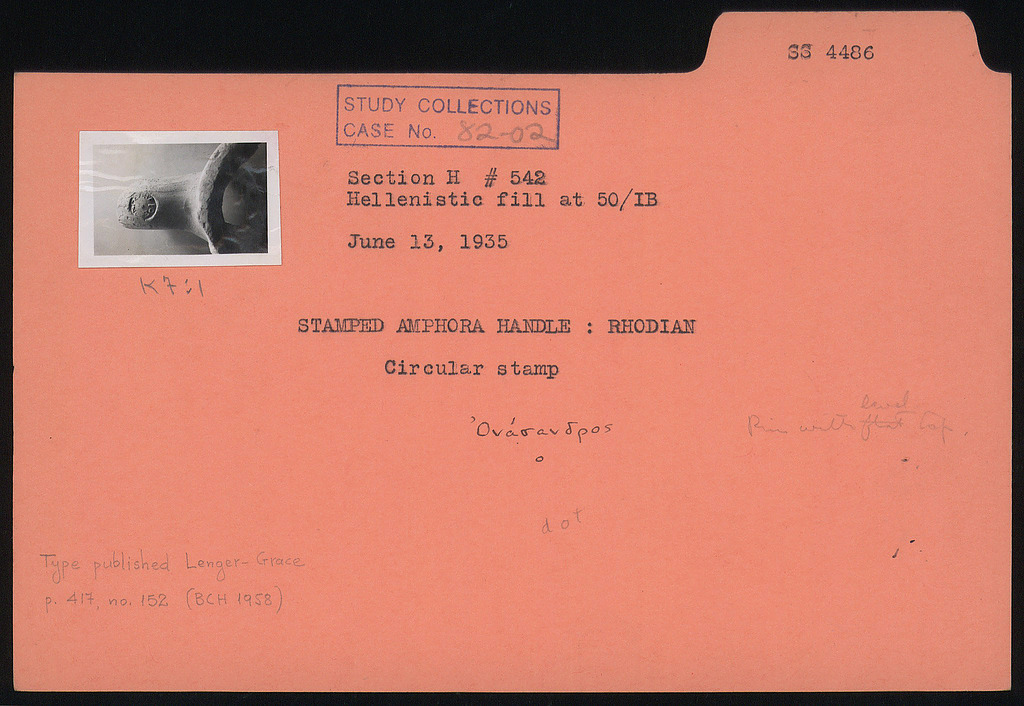 SS 4486
STUDY COLLECTIONS
CASE No. 82-02
Section H # 542
Hellenistic fill at 50/IB
June 13, 1935
K7:1
STAMPED AMPHORA HANDLE : RHODIAN
Circular stamp
level
Rim with flat top.
Ὀνάσανδρος
dot
Type published Lenger-Grace
p. 417, no. 152 (BCH 1958)